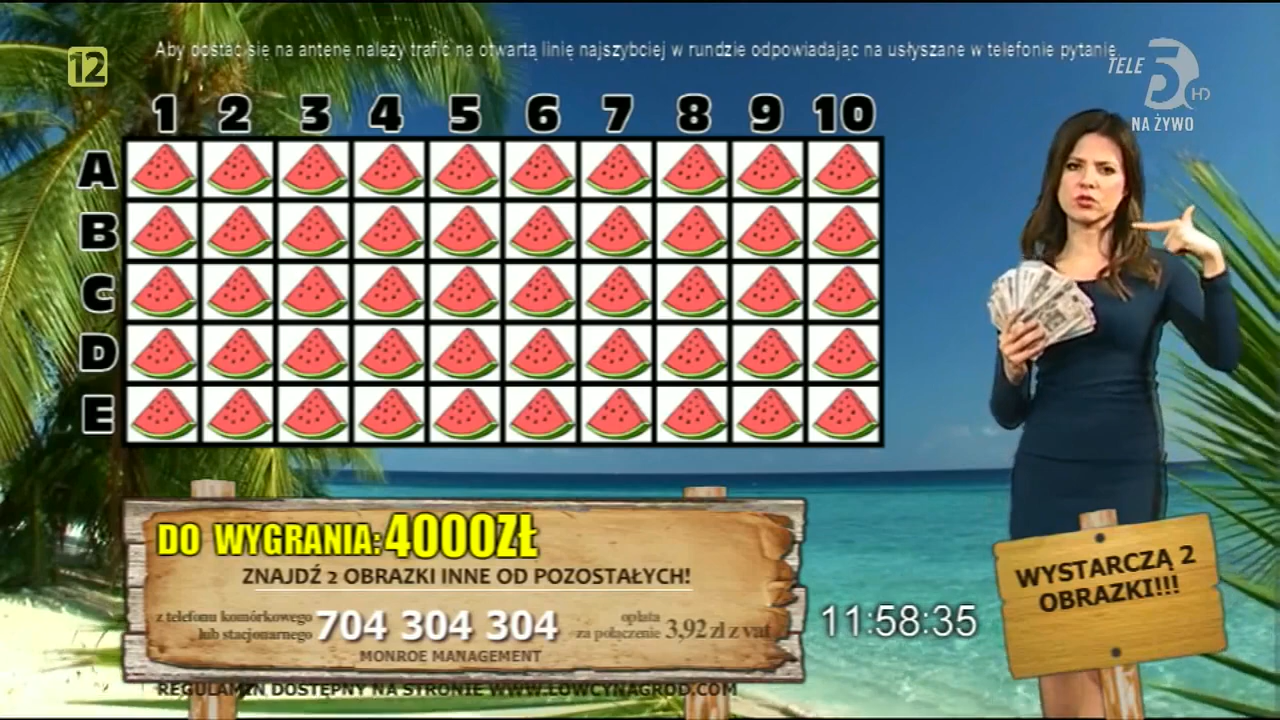 Aby dostać się na antenę należy trafić na otwartą linię najszybciej w rundzie odpowiadając na usłyszane w telefonie pytanie.
12
TELE 5 HD
NA ŻYWO
1 2 3 4 5 6 7 8 9 10
A
B
C
D
E
DO WYGRANIA: 4000ZŁ
ZNAJDŹ 2 OBRAZKI INNE OD POZOSTAŁYCH!
z telefonu komórkowego
lub stacjonarnego
704 304 304
opłata
za połączenie 3,92 zł z vat
MONROE MANAGEMENT
REGULAMIN DOSTĘPNY NA STRONIE WWW.LOWCYNAGROD.COM
11:58:35
WYSTARCZĄ 2
OBRAZKI!!!